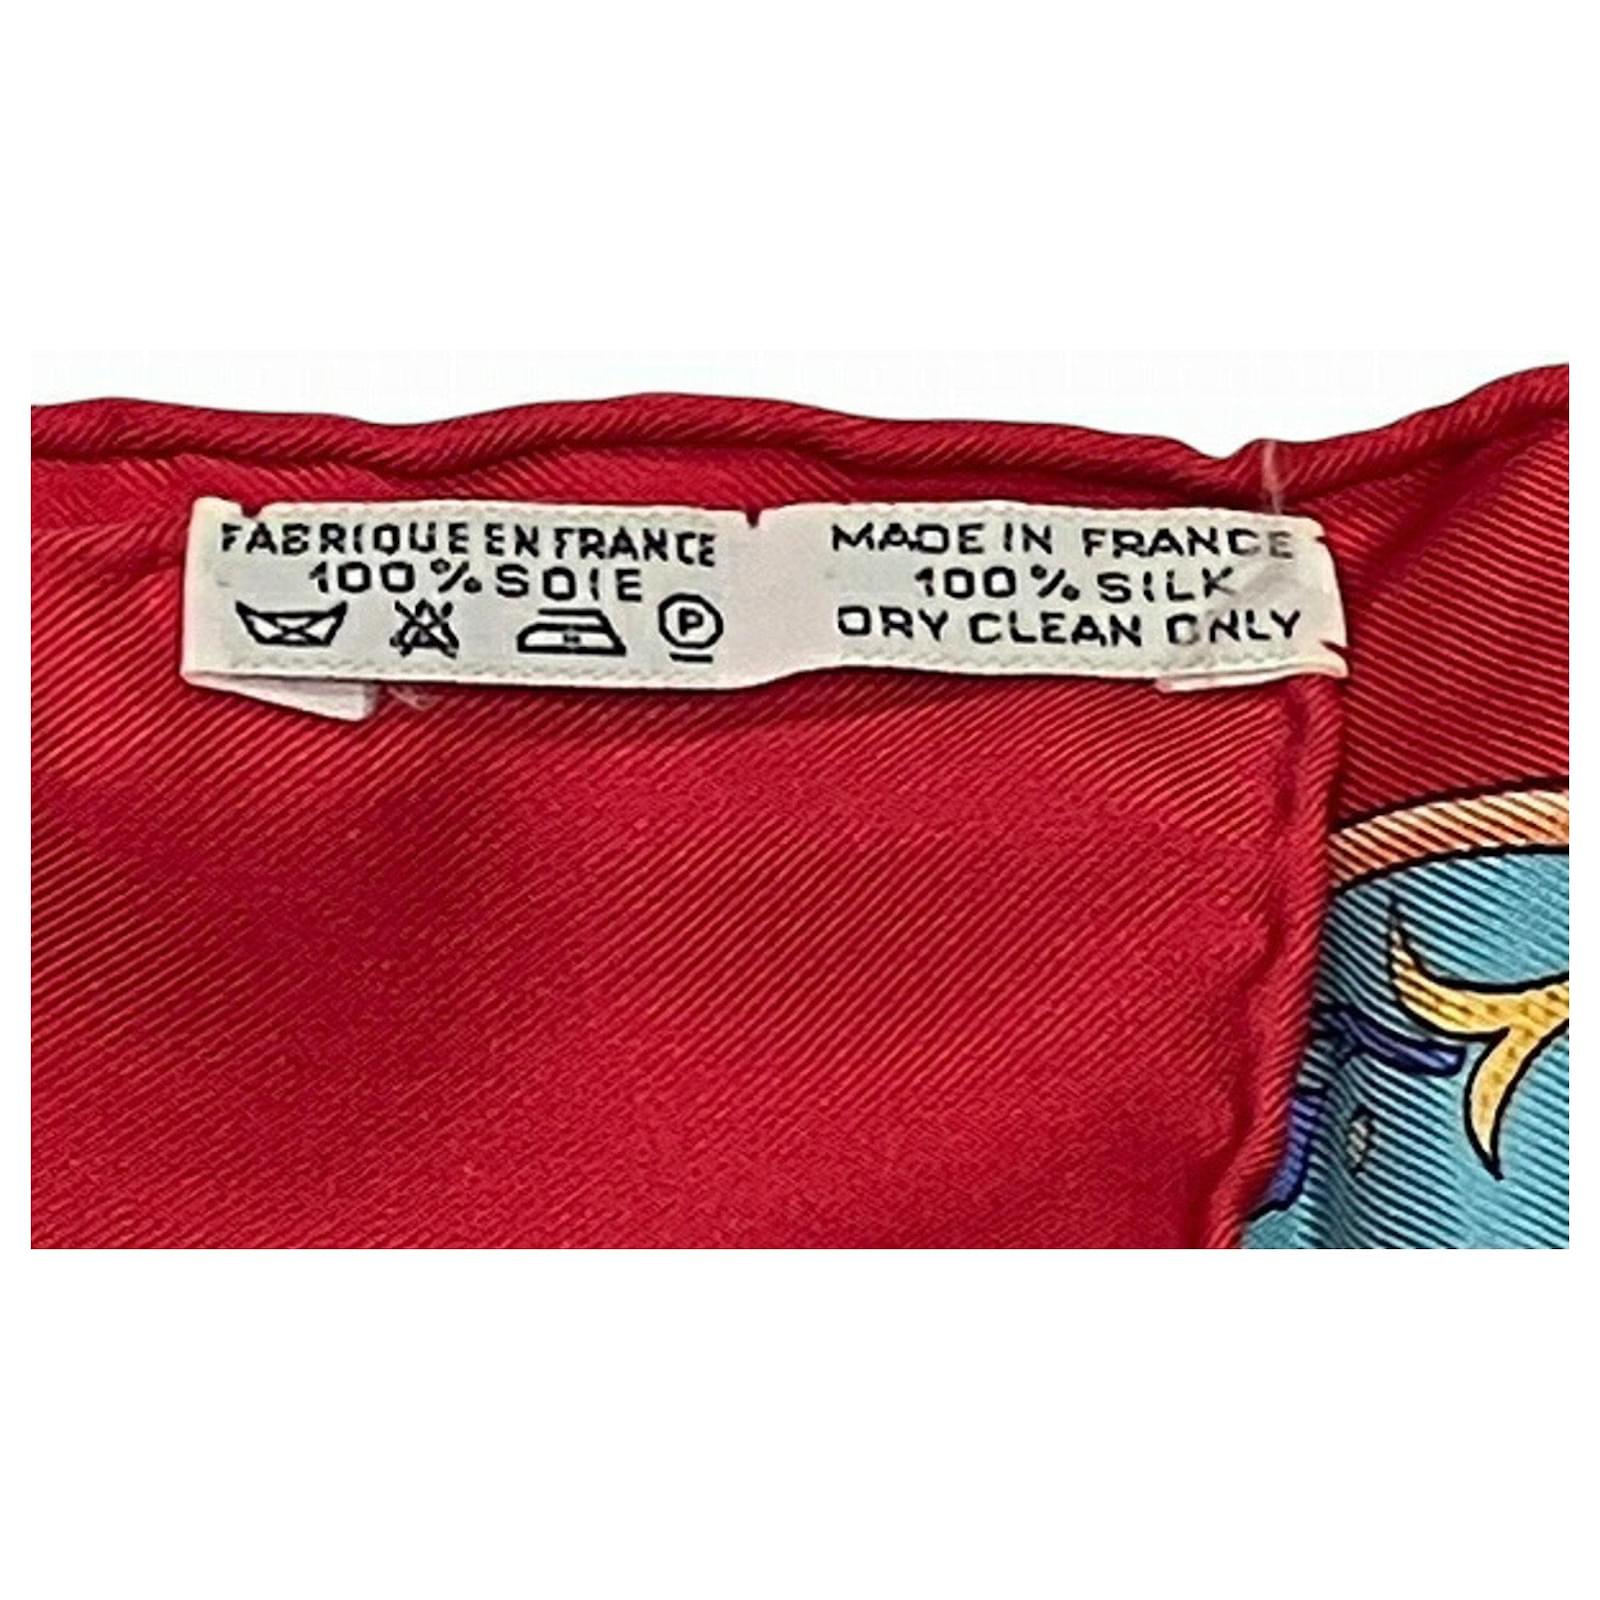 FABRIQUE EN FRANCE
100% SOIE
P
MADE IN FRANCE
100% SILK
DRY CLEAN ONLY